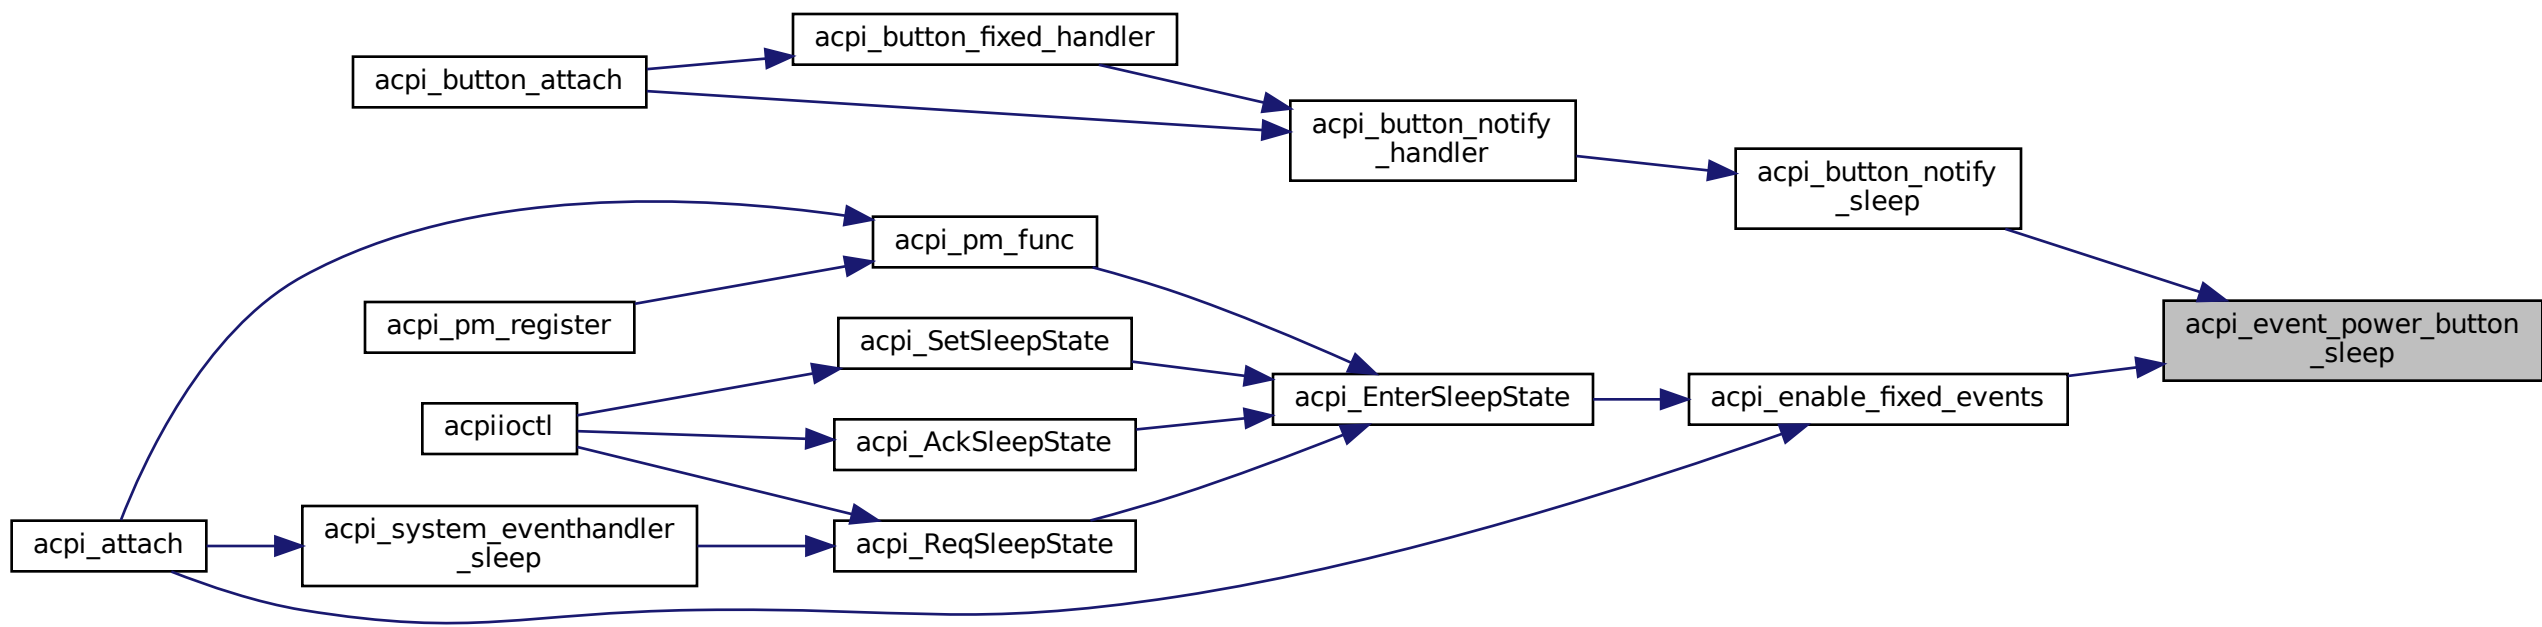 acpi_button_fixed_handler
acpi_button_attach
acpi_button_notify
_handler
acpi_button_notify
_sleep
acpi_pm_func
acpi_pm_register
acpi_event_power_button
_sleep
acpi_SetSleepState
acpi_EnterSleepState
acpi_enable_fixed_events
acpiioctl
acpi_AckSleepState
acpi_attach
acpi_system_eventhandler
_sleep
acpi_ReqSleepState